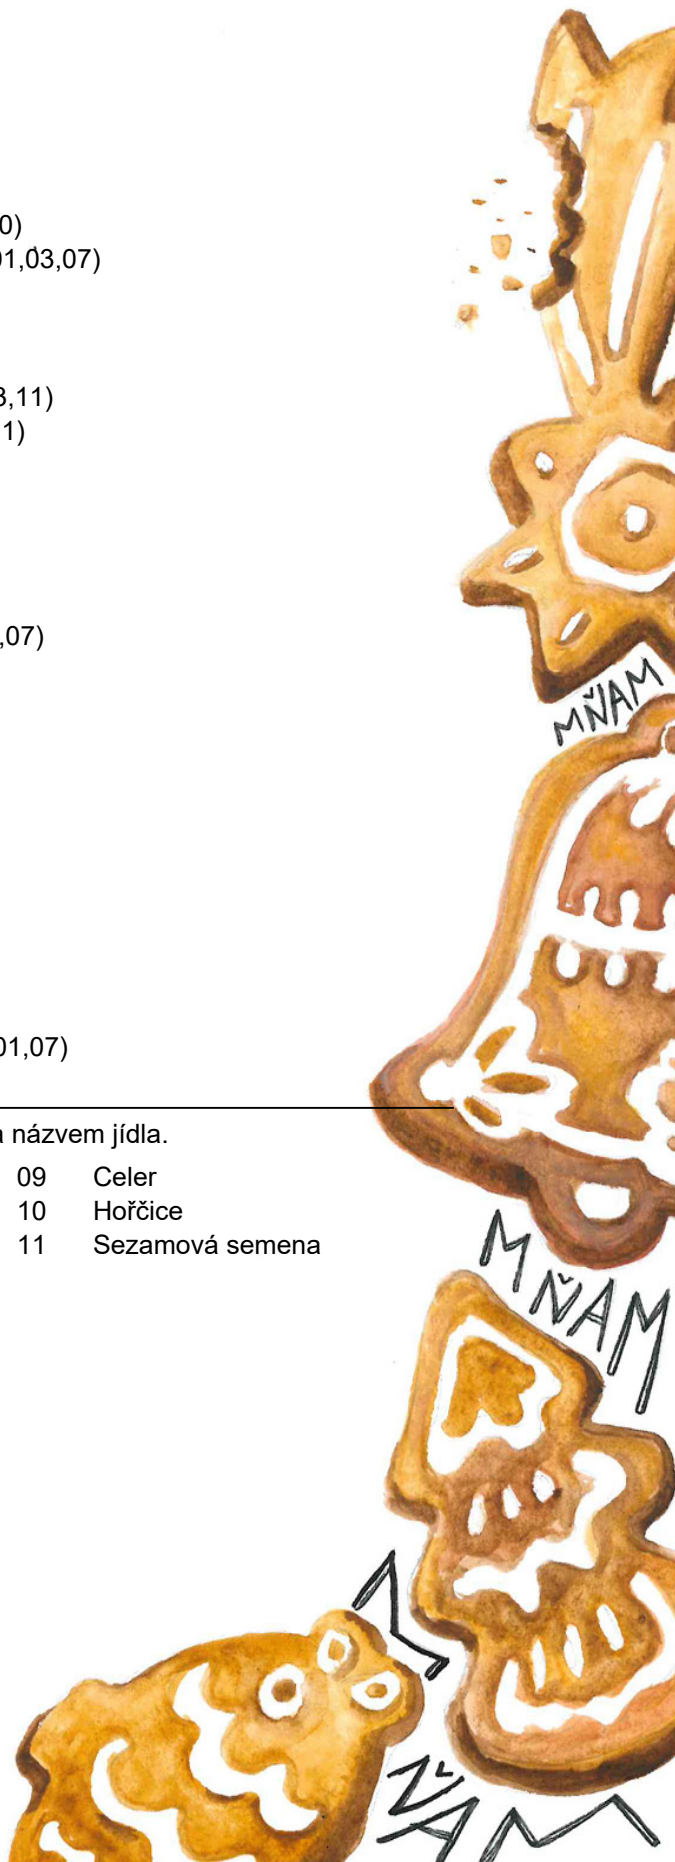 0)
01,03,07)
3,11)
1)
,07)
MŇAM
01,07)
a názvem jídla.
09 Celer
10 Hořčice
11 Sezamová semena
MŇAM
MŇAM